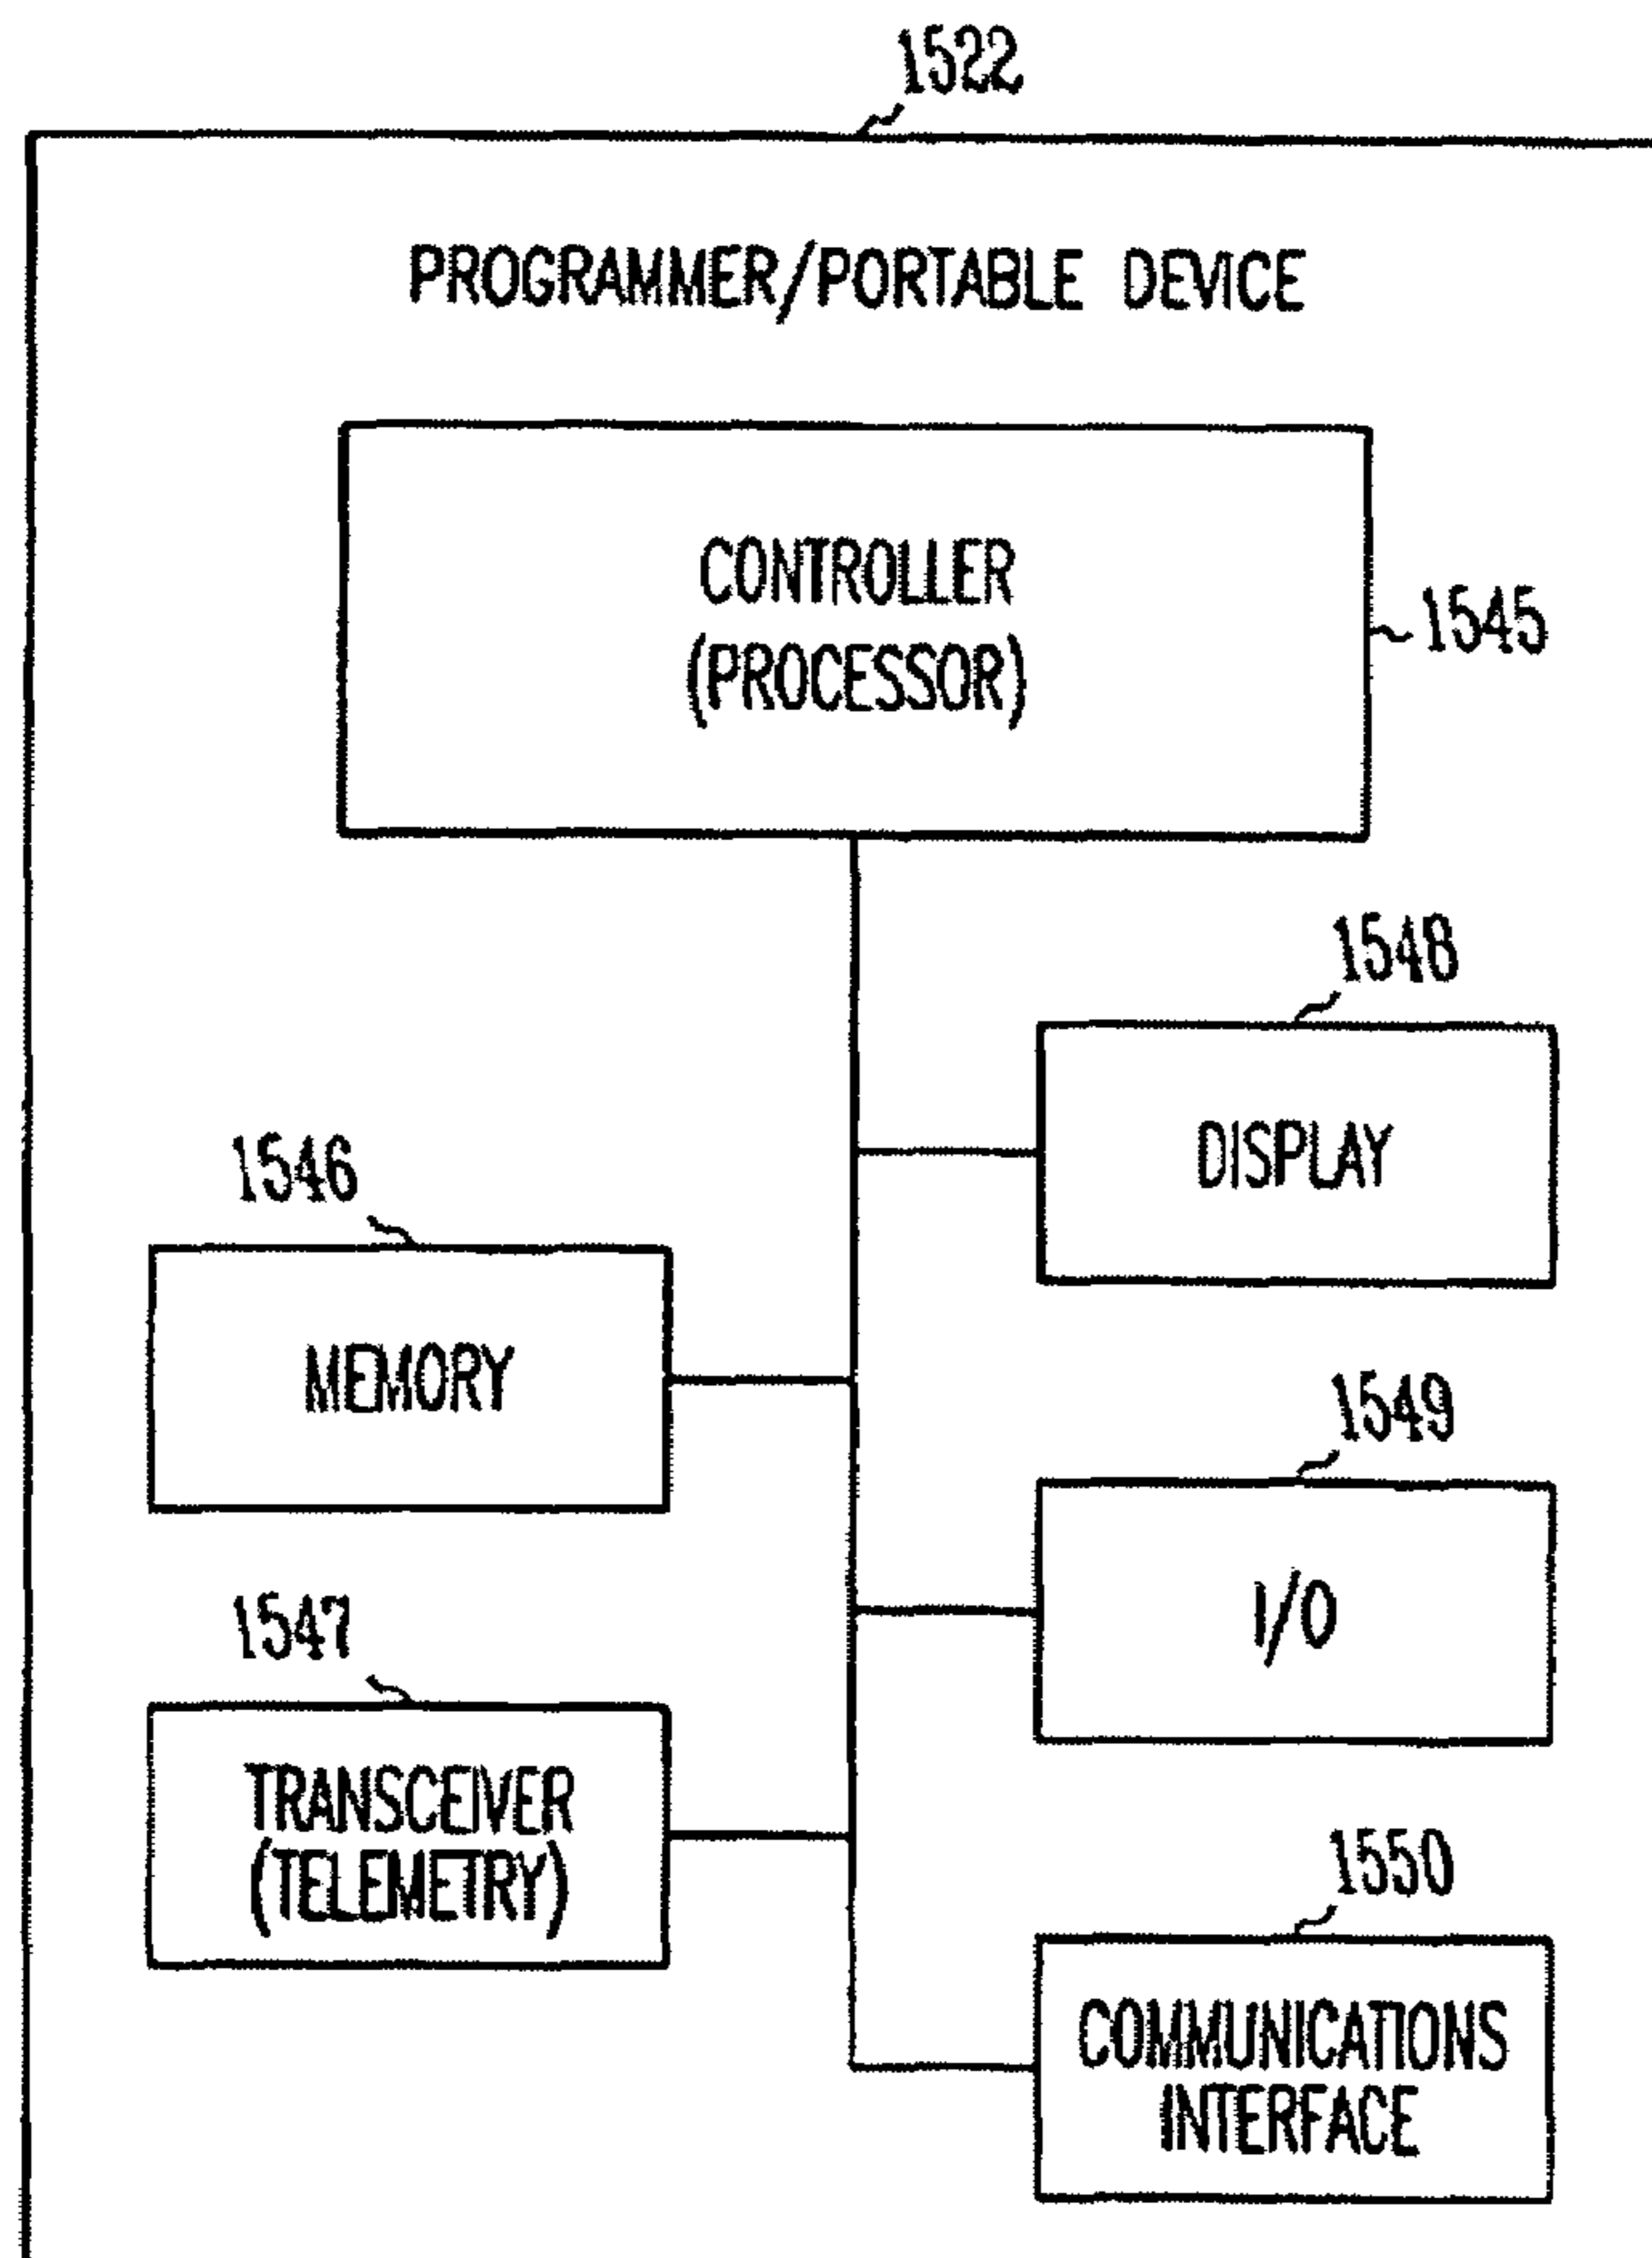 1522
PROGRAMMER/PORTABLE DEVICE
CONTROLLER
(PROCESSOR)
1545
1548
DISPLAY
1546
MEMORY
1549
I/O
1547
TRANSCEIVER
(TELEMETRY)
1550
COMMUNICATIONS
INTERFACE